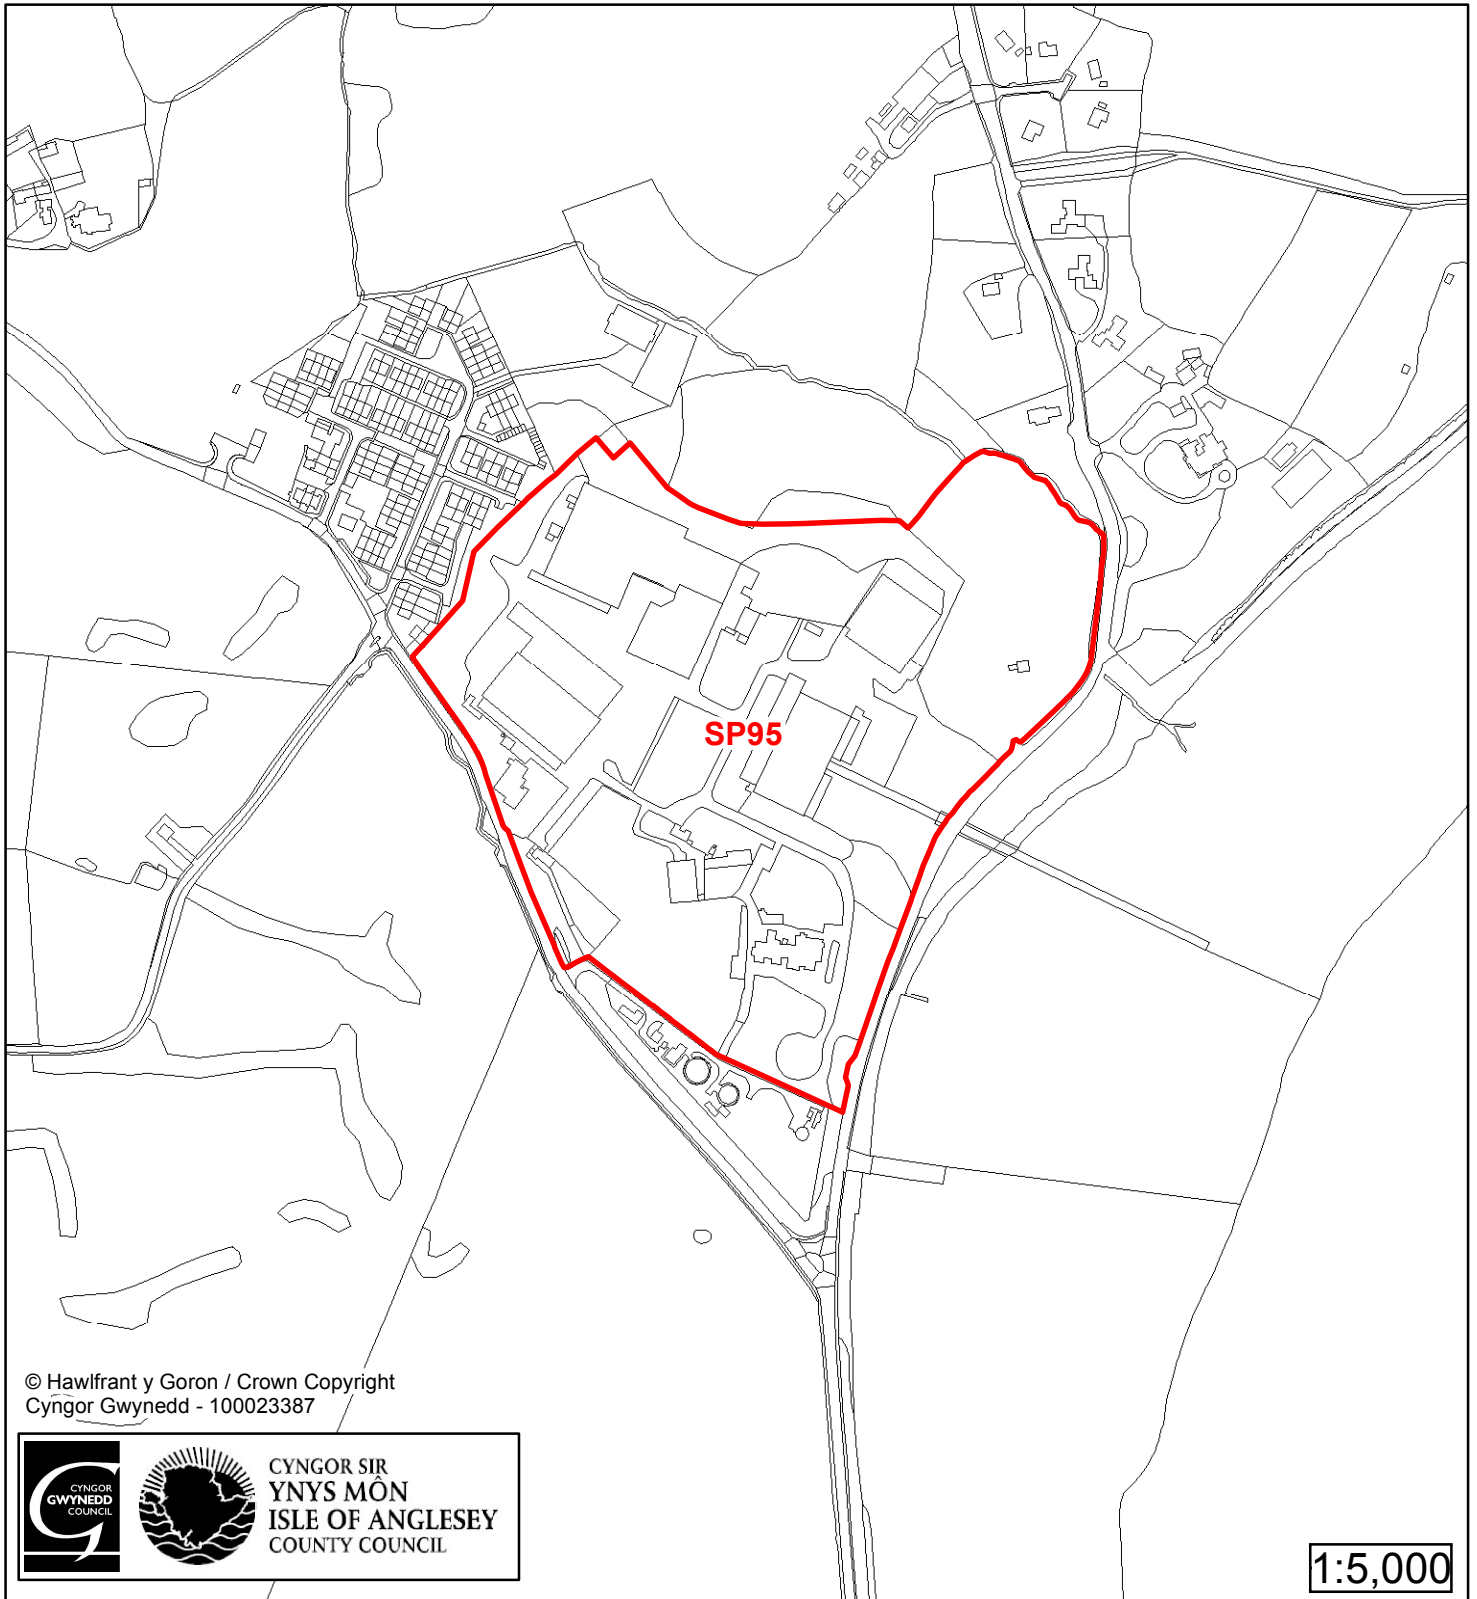 SP95
© Hawlfrant y Goron / Crown Copyright
Cyngor Gwynedd - 100023387
CYNGOR
GWYNEDD
COUNCIL
CYNGOR SIR
YNYS MÔN
ISLE OF ANGLESEY
COUNTY COUNCIL
1:5,000